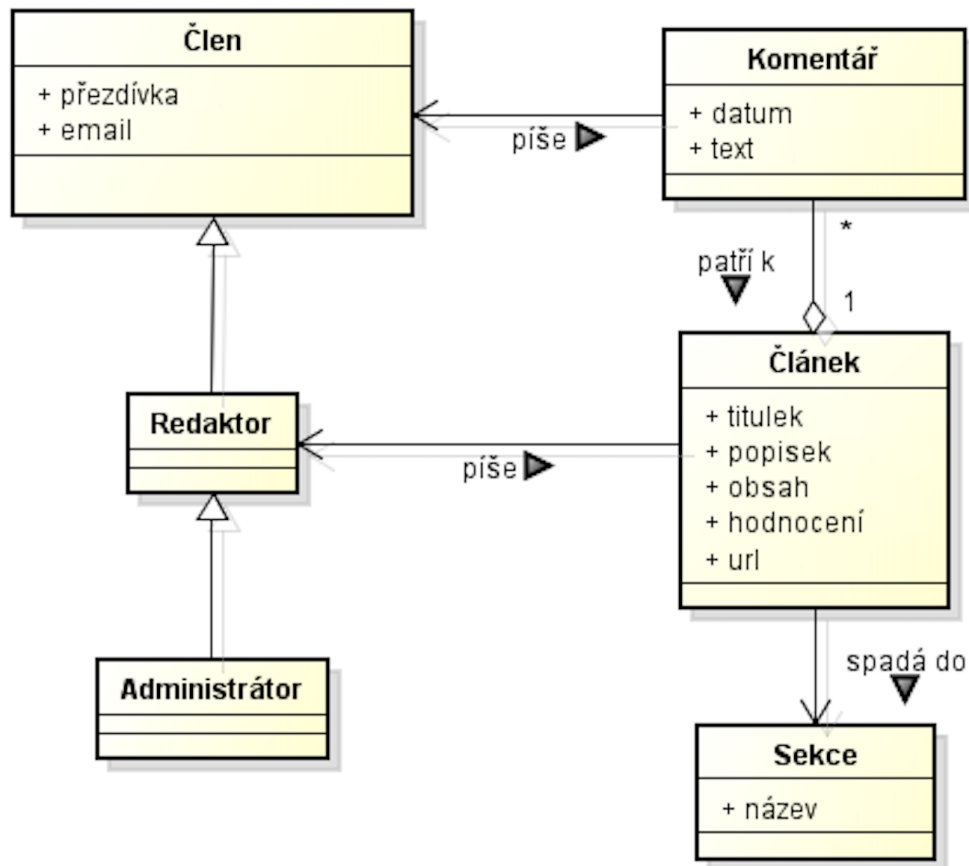 Člen
+ přezdívka
+ email
Komentář
+ datum
+ text
píše
*
patří k
1
Článek
+ titulek
+ popisek
+ obsah
+ hodnocení
+ url
Redaktor
píše
Administrátor
spadá do
Sekce
+ název